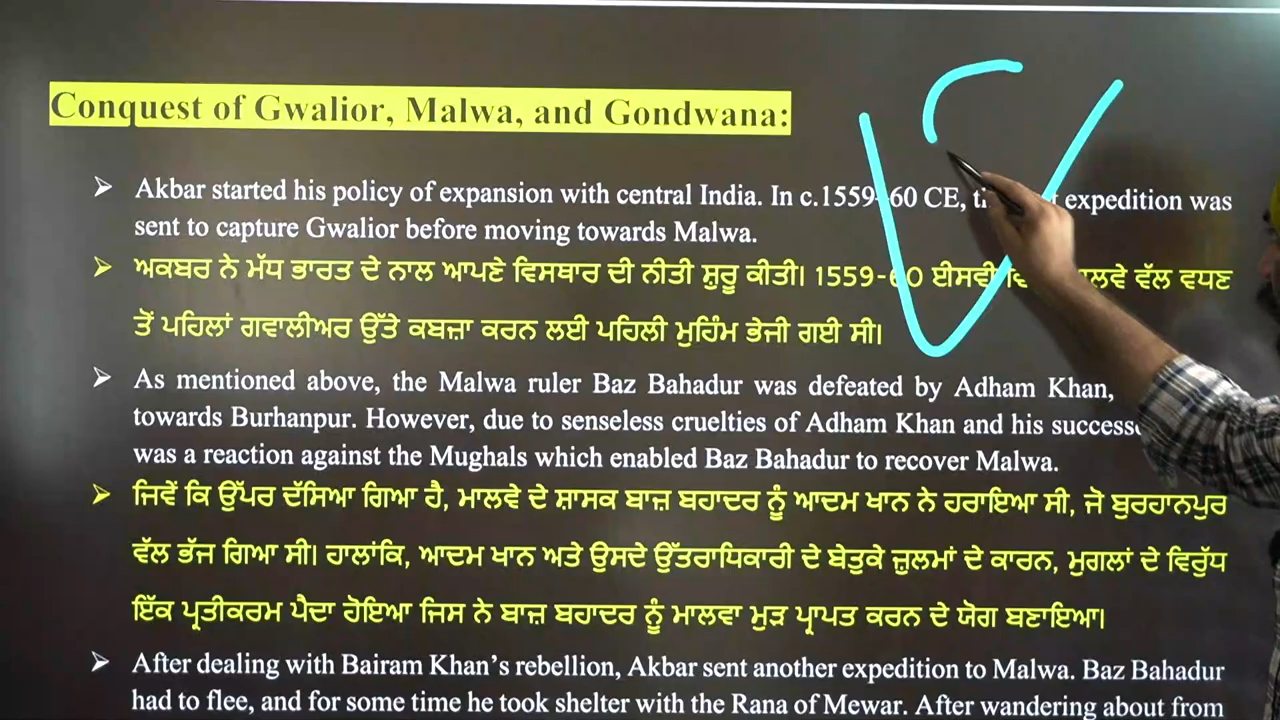 Conquest of Gwalior, Malwa, and Gondwana:
➢ Akbar started his policy of expansion with central India. In c.1559-60 CE, expedition was
sent to capture Gwalior before moving towards Malwa.
➢ ਅਕਬਰ ਨੇ ਮੱਧ ਭਾਰਤ ਦੇ ਨਾਲ ਆਪਣੇ ਵਿਸਥਾਰ ਦੀ ਨੀਤੀ ਸ਼ੁਰੂ ਕੀਤੀ। 1559-60 ਈਸਵੀ ਵੱਲ ਵਧਣ
ਤੋਂ ਪਹਿਲਾਂ ਗਵਾਲੀਅਰ ਉੱਤੇ ਕਬਜ਼ਾ ਕਰਨ ਲਈ ਪਹਿਲੀ ਮੁਹਿੰਮ ਭੇਜੀ ਗਈ ਸੀ।
➢ As mentioned above, the Malwa ruler Baz Bahadur was defeated by Adham Khan,
towards Burhanpur. However, due to senseless cruelties of Adham Khan and his
was a reaction against the Mughals which enabled Baz Bahadur to recover Malwa.
➢ ਜਿਵੇਂ ਕਿ ਉੱਪਰ ਦੱਸਿਆ ਗਿਆ ਹੈ, ਮਾਲਵੇ ਦੇ ਸ਼ਾਸਕ ਬਾਜ਼ ਬਹਾਦਰ ਨੂੰ ਆਦਮ ਖਾਨ ਨੇ ਹਰਾਇਆ ਸੀ, ਜੋ ਬੁਰਹਾਨਪੁਰ
ਵੱਲ ਭੱਜ ਗਿਆ ਸੀ। ਹਾਲਾਂਕਿ, ਆਦਮ ਖਾਨ ਅਤੇ ਉਸਦੇ ਉੱਤਰਾਧਿਕਾਰੀ ਦੇ ਬੇਤੁਕੇ ਜ਼ੁਲਮਾਂ ਦੇ ਕਾਰਨ, ਮੁਗਲਾਂ ਦੇ ਵਿਰੁੱਧ
ਇੱਕ ਪ੍ਰਤੀਕਰਮ ਪੈਦਾ ਹੋਇਆ ਜਿਸ ਨੇ ਬਾਜ਼ ਬਹਾਦਰ ਨੂੰ ਮਾਲਵਾ ਮੁੜ ਪ੍ਰਾਪਤ ਕਰਨ ਦੇ ਯੋਗ ਬਣਾਇਆ।
➢ After dealing with Bairam Khan’s rebellion, Akbar sent another expedition to Malwa. Baz Bahadur
had to flee, and for some time he took shelter with the Rana of Mewar. After wandering about from